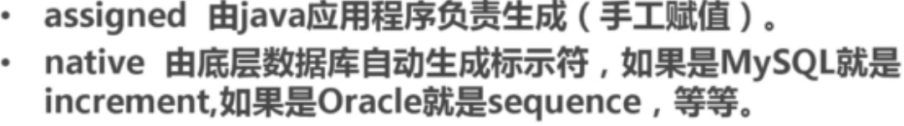 • assigned 由java应用程序负责生成（手工赋值）。
• native 由底层数据库自动生成标示符，如果是MySQL就是
increment,如果是Oracle就是sequence，等等。